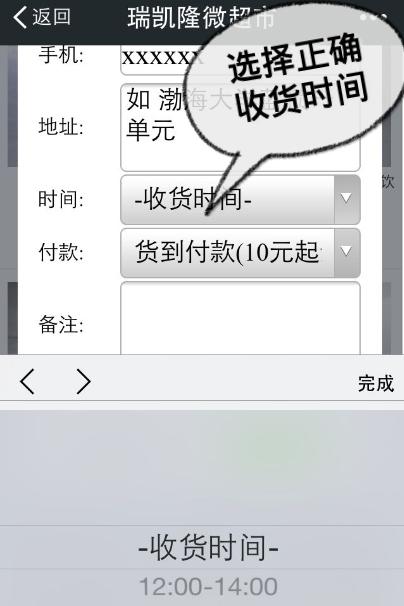 返回
瑞凯隆微超市
选择正确
收货时间
手机:
xxxxxx
地址:
如 渤海大
单元
饮
时间:
-收货时间-
付款:
货到付款(10元起
备注:
完成
-收货时间-
12:00-14:00